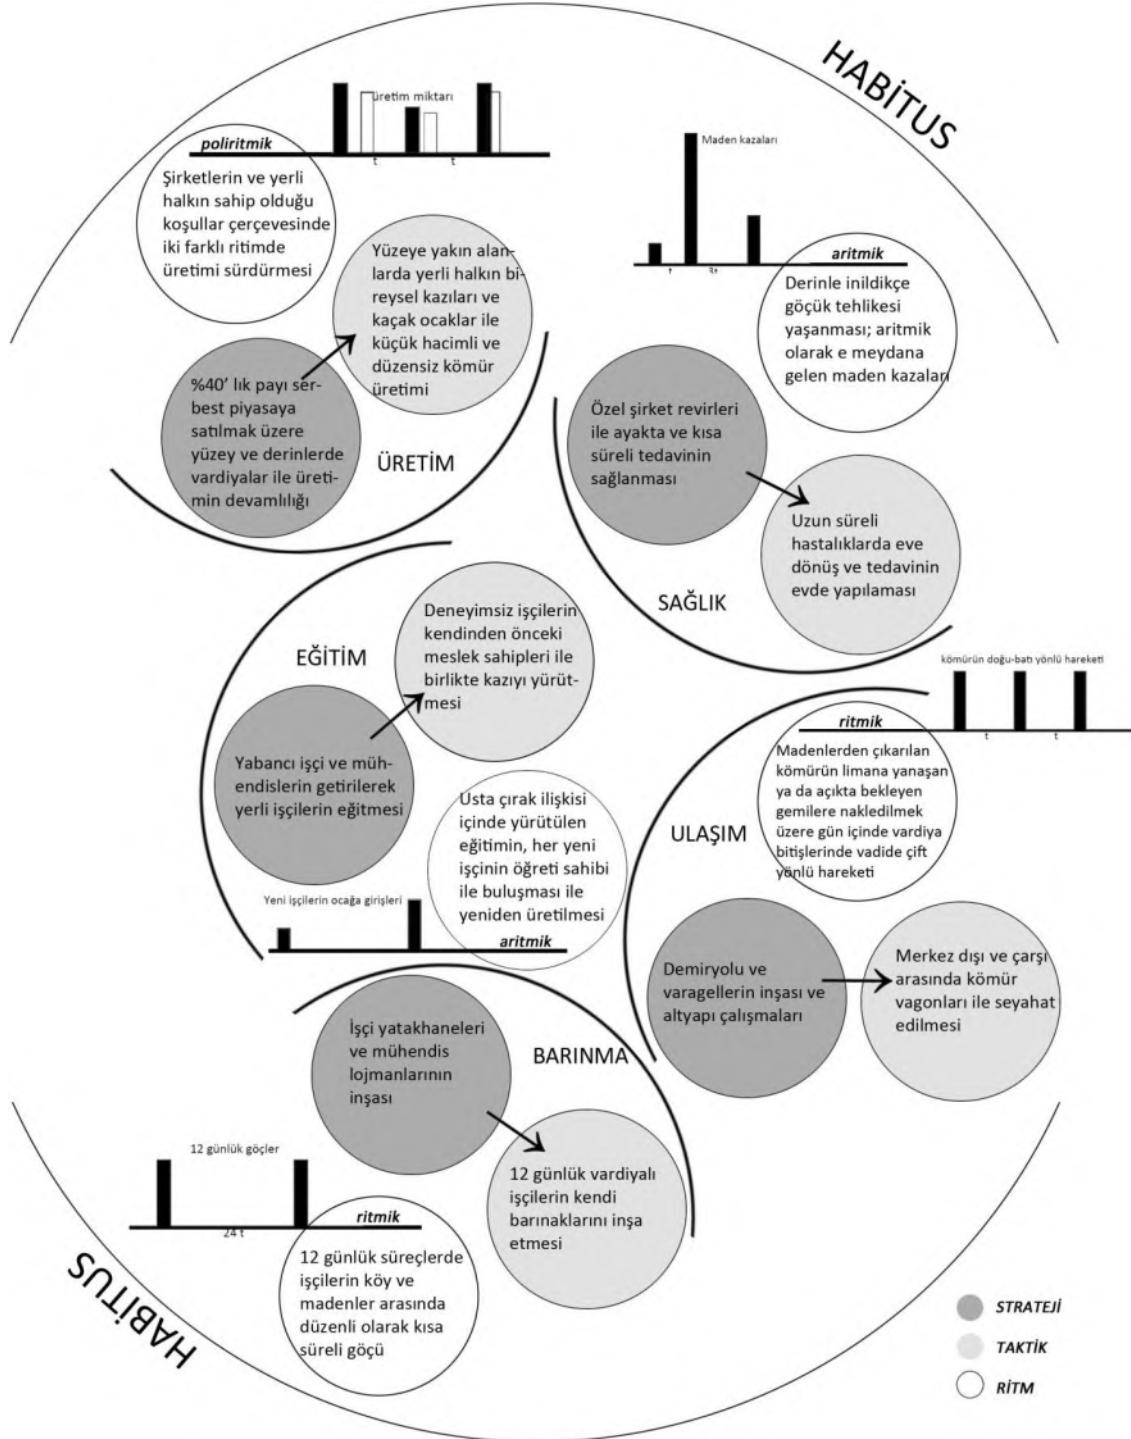 HABİTUS
üretim miktarı
poliritmik
t
t
Şirketlerin ve yerli
halkın sahip olduğu
koşullar çerçevesinde
iki farklı ritimde
üretimi sürdürmesi
Yüzeye yakın alan-
larda yerli halkın bi-
reysel kazıları ve
kaçak ocaklar ile
küçük hacimli ve
düzensiz kömür
üretimi
%40' lık payı ser-
best piyasaya
satılmak üzere
yüzey ve derinlerde
vardiyalar ile üreti-
min devamlılığı
ÜRETİM
Maden kazaları
aritmik
t
3t
Derinle inildikçe
göçük tehlikesi
yaşanması; aritmik
olarak e meydana
gelen maden kazaları
Özel şirket revirleri
ile ayakta ve kısa
süreli tedavinin
sağlanması
Uzun süreli
hastalıklarda eve
dönüş ve tedavinin
evde yapılaması
SAĞLIK
EĞİTİM
Deneyimsiz işçilerin
kendinden önceki
meslek sahipleri ile
birlikte kazıyı yürüt-
mesi
Yabancı işçi ve mü-
hendislerin getirilerek
yerli işçilerin eğitmesi
Usta çırak ilişkisi
içinde yürütülen
eğitimin, her yeni
işçinin öğreti sahibi
ile buluşması ile
yeniden üretilmesi
Yeni işçilerin ocağa girişleri
aritmik
kömürün doğu-batı yönlü hareketi
ritmik
t
t
Madenlerden çıkarılan
kömürün limana yanaşan
ya da açıkta bekleyen
gemilere nakledilmek
üzere gün içinde vardiya
bitişlerinde vadide çift
yönlü hareketi
ULAŞIM
Demiryolu ve
varagellerin inşası ve
altyapı çalışmaları
Merkez dışı ve çarşı
arasında kömür
vagonları ile seyahat
edilmesi
İşçi yatakhaneleri
ve mühendis
lojmanlarının
inşası
BARINMA
12 günlük vardiyalı
işçilerin kendi
barınaklarını inşa
etmesi
12 günlük göçler
ritmik
24 t
12 günlük süreçlerde
işçilerin köy ve
madenler arasında
düzenli olarak kısa
süreli göçü
HABİTUS
STRATEJİ
TAKTİK
RİTM